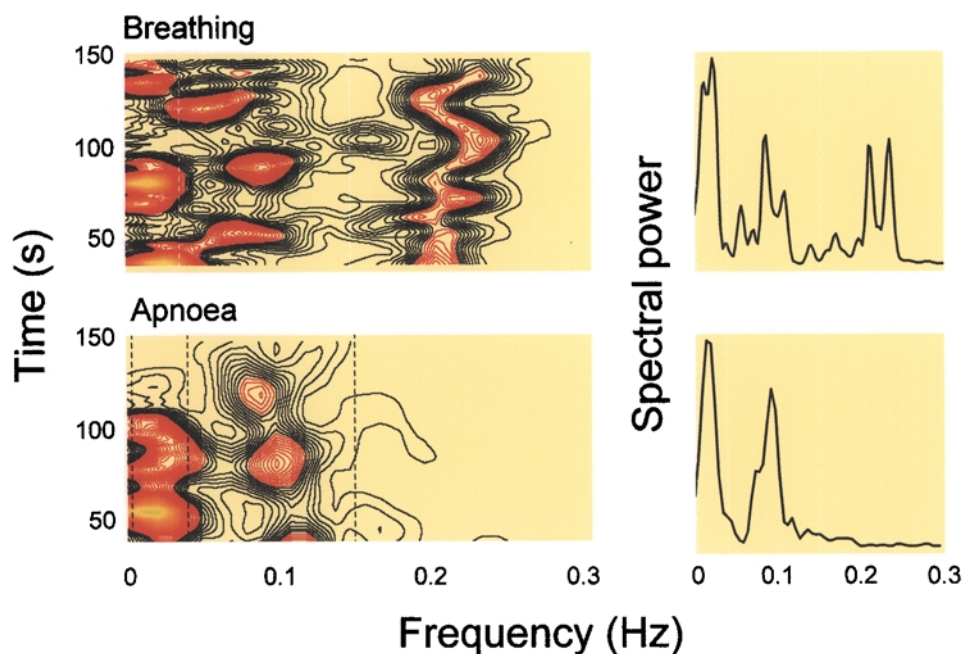 Breathing
150
100
50
Apnoea
150
100
50
0 0.1 0.2 0.3
0 0.1 0.2 0.3
Time (s)
Spectral power
Frequency (Hz)